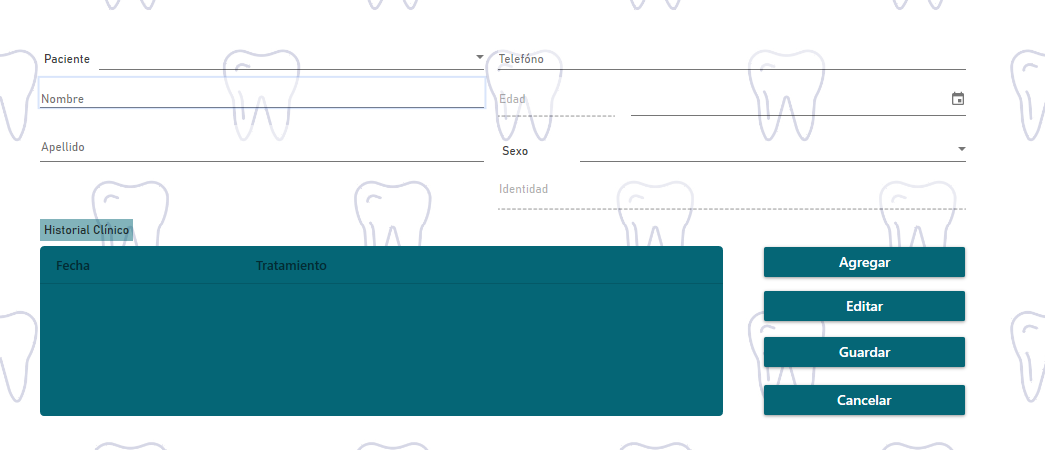 Paciente
Telefóno
Nombre
Edad
Apellido
Sexo
Identidad
Historial Clínico
Fecha Tratamiento
Agregar
Editar
Guardar
Cancelar